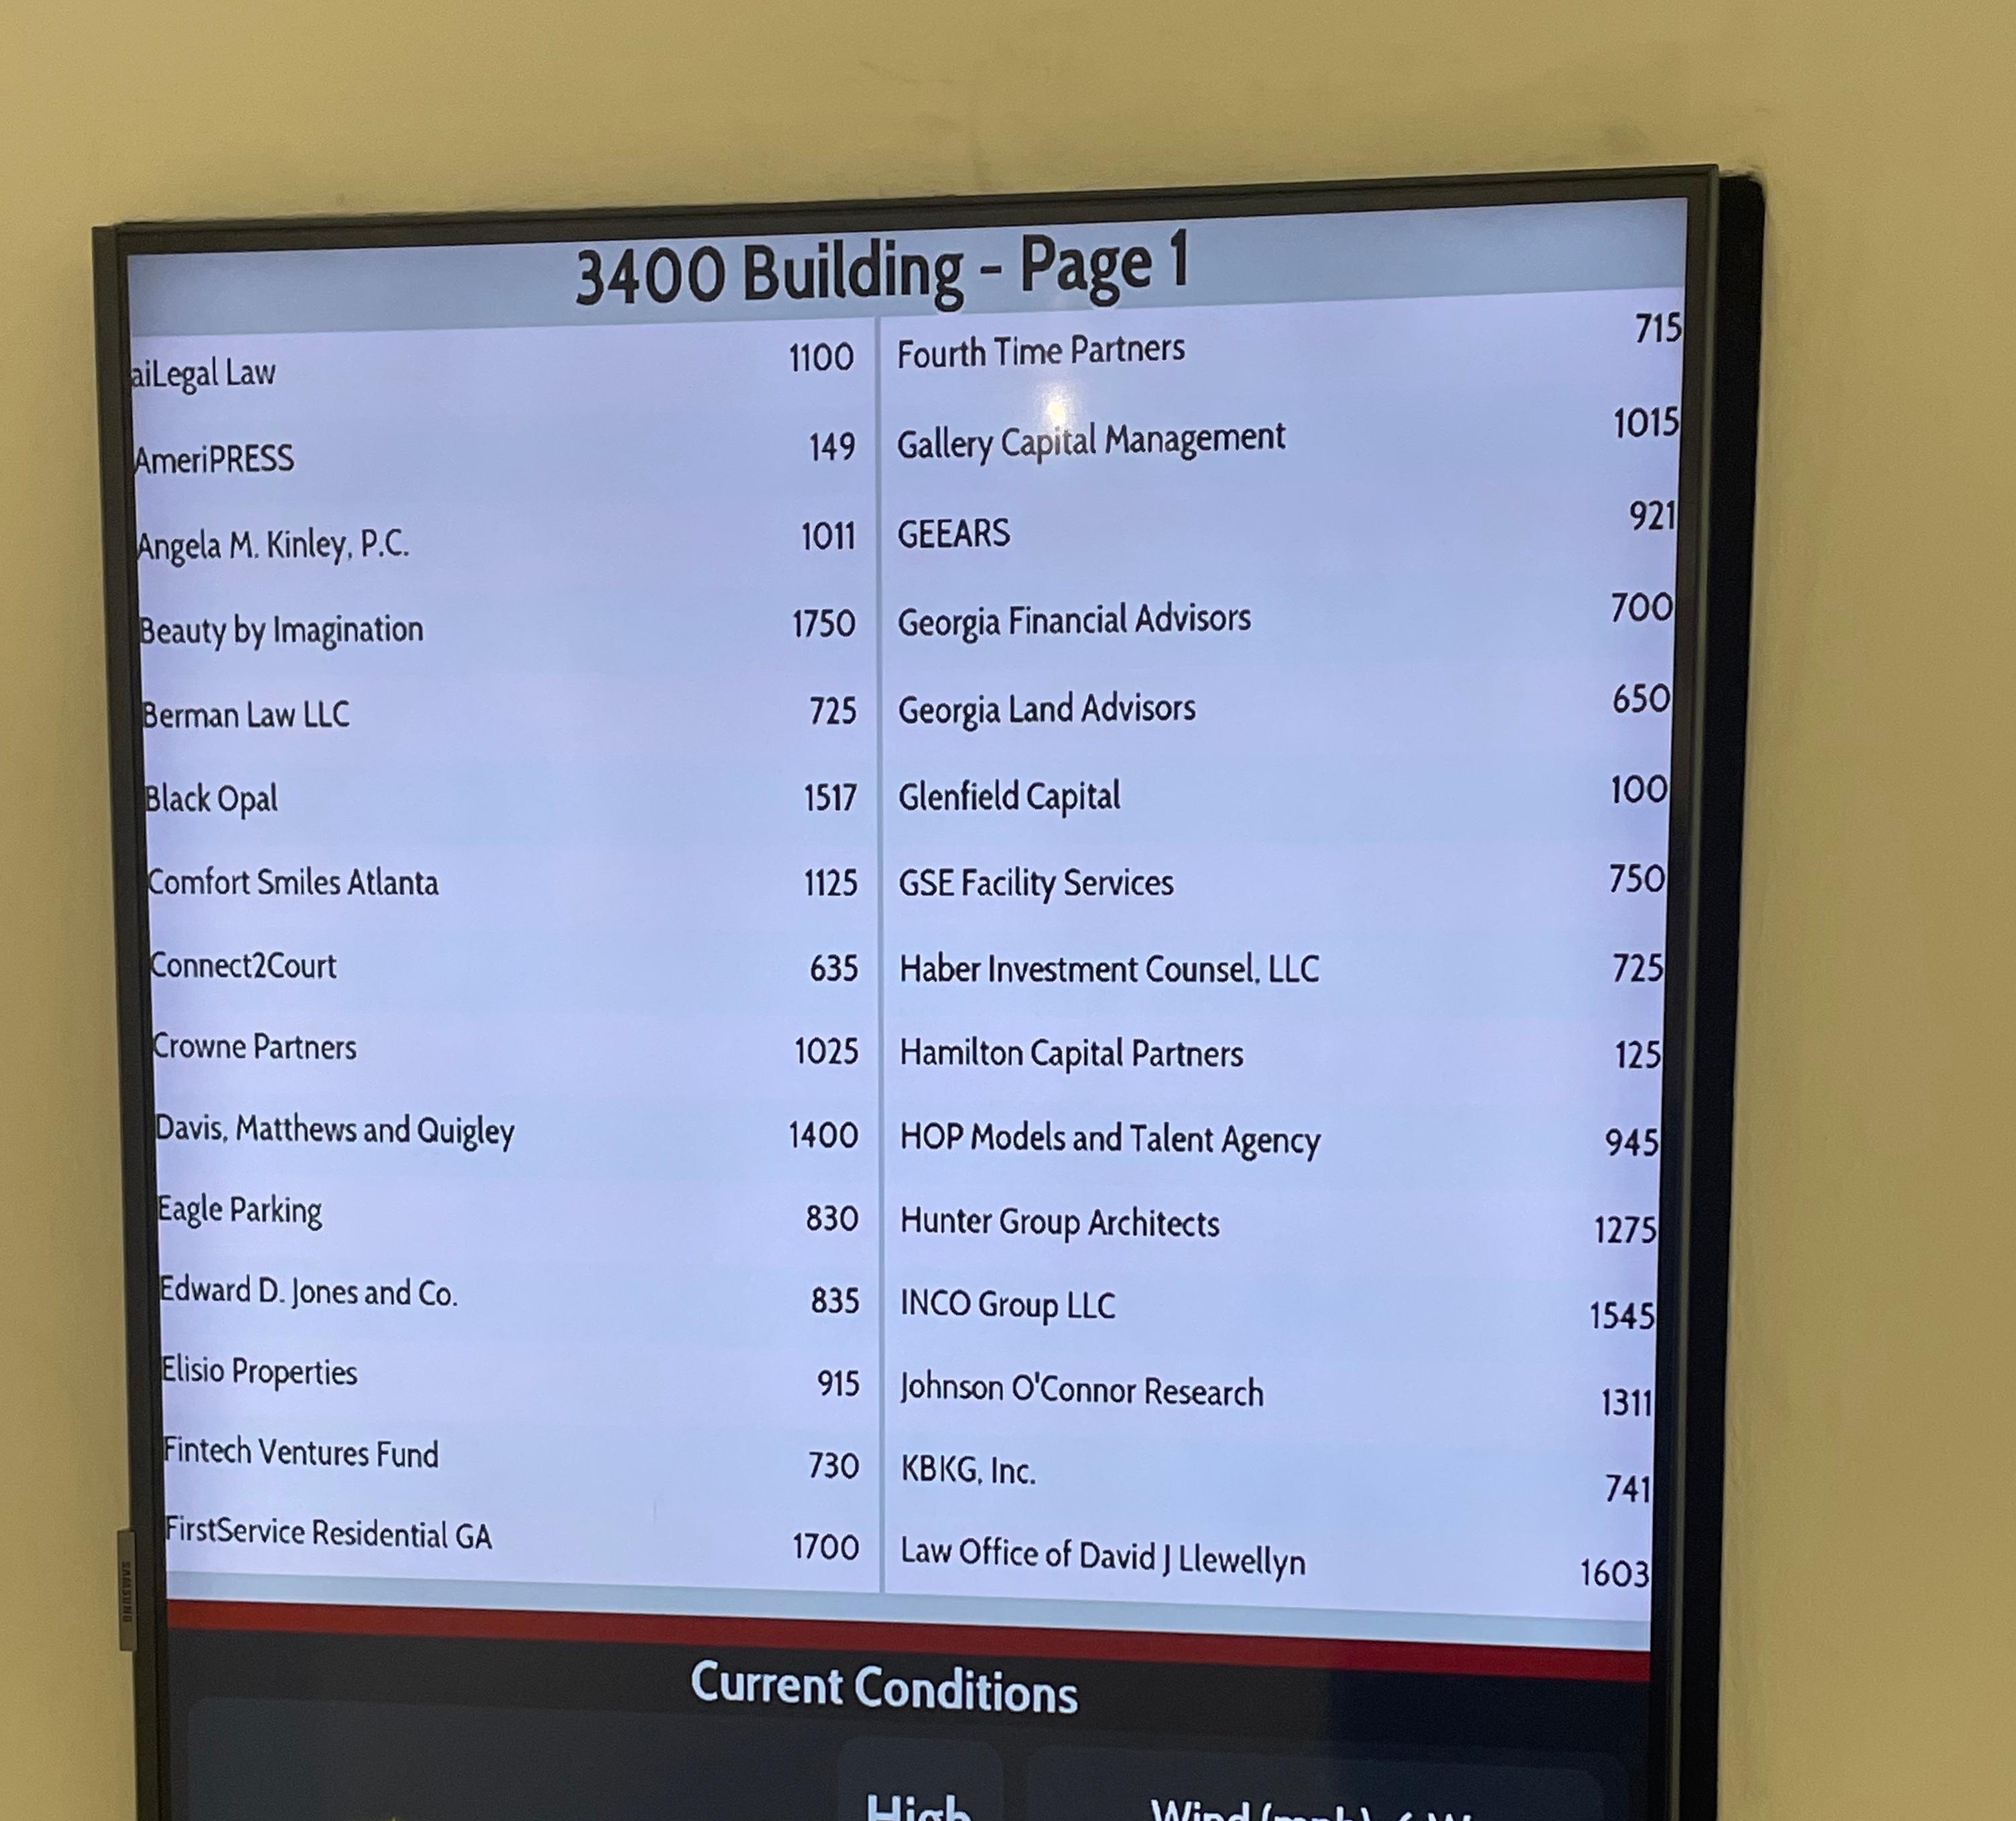 3400 Building - Page 1
aiLegal Law 1100
AmeriPRESS 149
Angela M. Kinley, P.C. 1011
Beauty by Imagination 1750
Berman Law LLC 725
Black Opal 1517
Comfort Smiles Atlanta 1125
Connect2Court 635
Crowne Partners 1025
Davis, Matthews and Quigley 1400
Eagle Parking 830
Edward D. Jones and Co. 835
Elisio Properties 915
Fintech Ventures Fund 730
FirstService Residential GA 1700
Fourth Time Partners 715
Gallery Capital Management 1015
GEEARS 921
Georgia Financial Advisors 700
Georgia Land Advisors 650
Glenfield Capital 100
GSE Facility Services 750
Haber Investment Counsel, LLC 725
Hamilton Capital Partners 125
HOP Models and Talent Agency 945
Hunter Group Architects 1275
INCO Group LLC 1545
Johnson O'Connor Research 1311
KBKG, Inc. 741
Law Office of David J Llewellyn 1603
SAMSUNG
Current Conditions
High
Wind (mph)